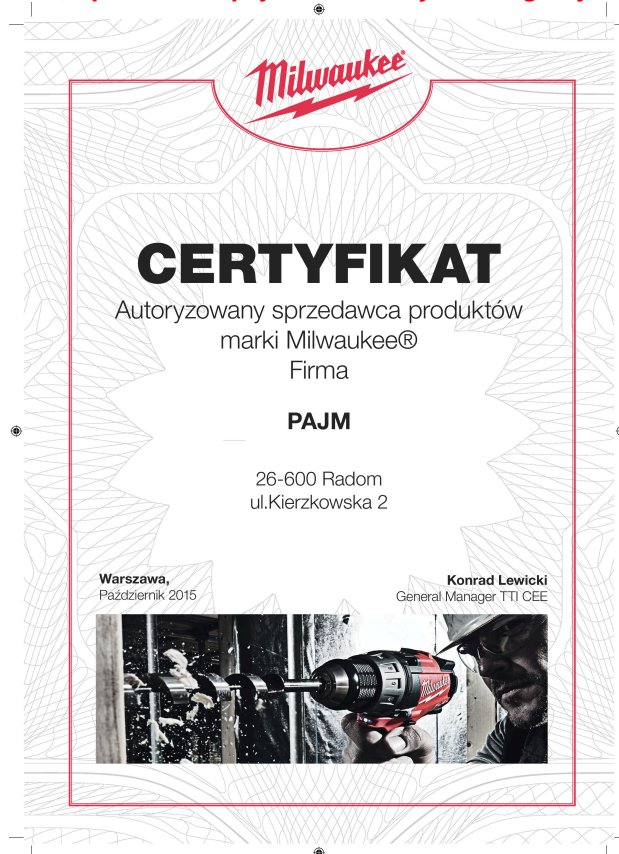 Milwaukee®
CERTYFIKAT
Autoryzowany sprzedawca produktów
marki Milwaukee®
Firma
PAJM
26-600 Radom
ul.Kierzkowska 2
Warszawa,
Październik 2015
Konrad Lewicki
General Manager TTI CEE
Milwaukee